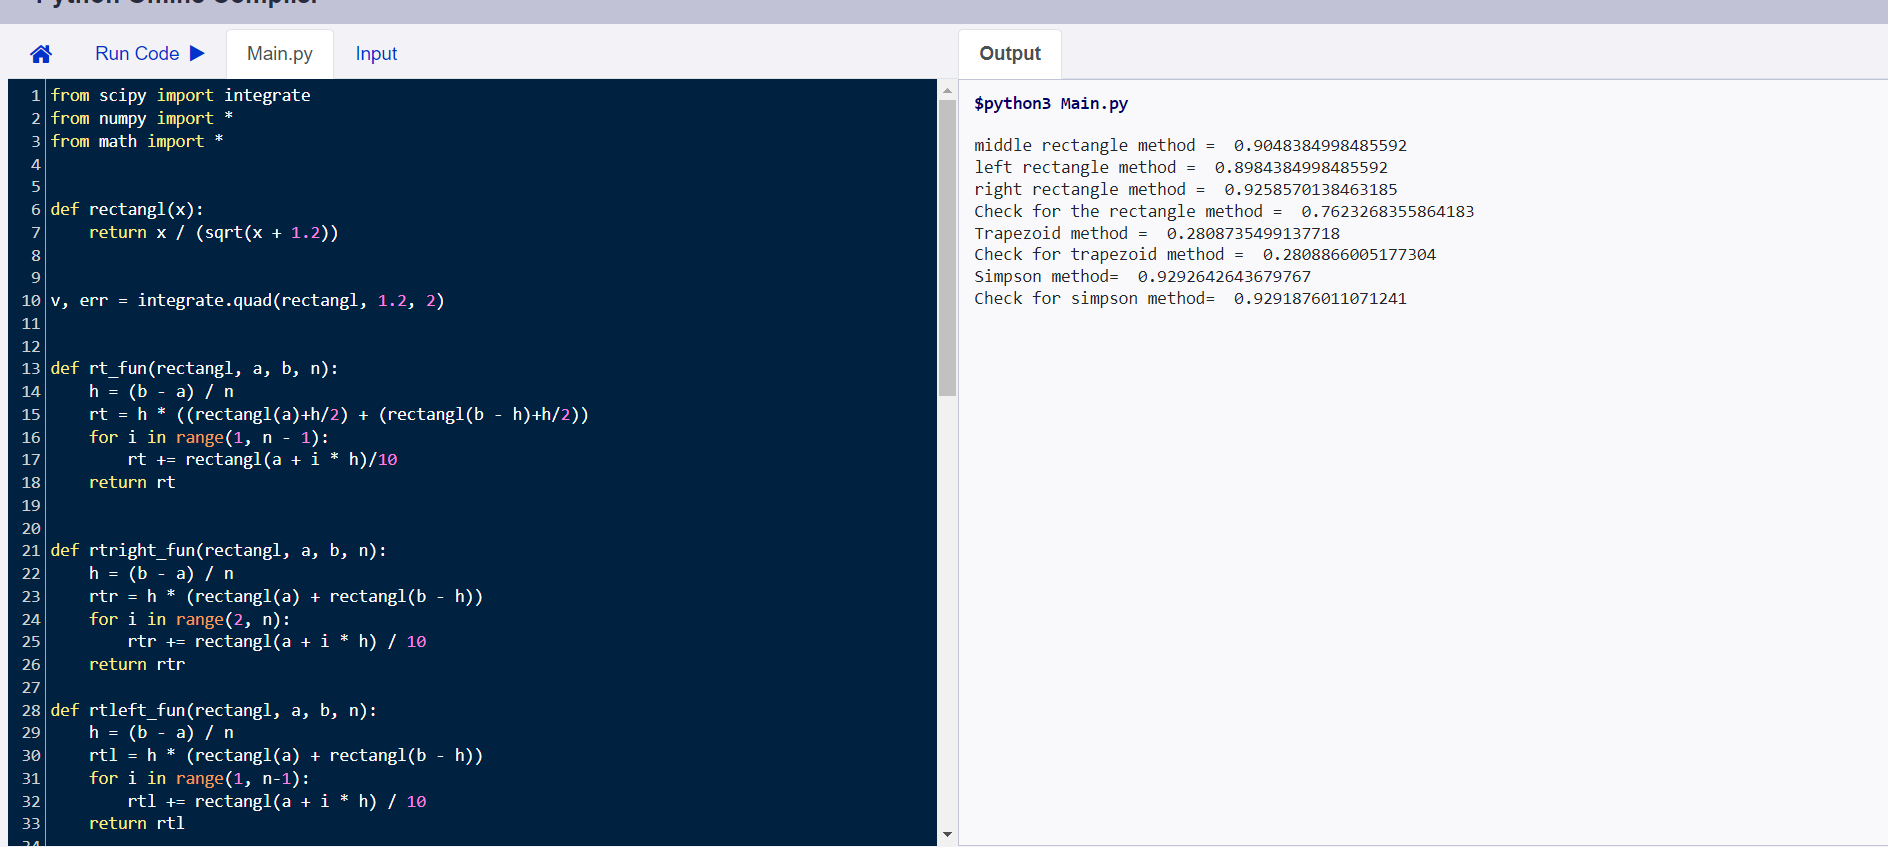 Python Online Compiler
Run Code ▶ Main.py Input
Output
1 from scipy import integrate
2 from numpy import *
3 from math import *
4
5
6 def rectangl(x):
7     return x / (sqrt(x + 1.2))
8
9
10 v, err = integrate.quad(rectangl, 1.2, 2)
11
12
13 def rt_fun(rectangl, a, b, n):
14     h = (b - a) / n
15     rt = h * ((rectangl(a)+h/2) + (rectangl(b - h)+h/2))
16     for i in range(1, n - 1):
17         rt += rectangl(a + i * h)/10
18     return rt
19
20
21 def rtright_fun(rectangl, a, b, n):
22     h = (b - a) / n
23     rtr = h * (rectangl(a) + rectangl(b - h))
24     for i in range(2, n):
25         rtr += rectangl(a + i * h) / 10
26     return rtr
27
28 def rtleft_fun(rectangl, a, b, n):
29     h = (b - a) / n
30     rtl = h * (rectangl(a) + rectangl(b - h))
31     for i in range(1, n-1):
32         rtl += rectangl(a + i * h) / 10
33     return rtl
34
$python3 Main.py
middle rectangle method =  0.9048384998485592
left rectangle method =  0.8984384998485592
right rectangle method =  0.9258570138463185
Check for the rectangle method =  0.7623268355864183
Trapezoid method =  0.2808735499137718
Check for trapezoid method =  0.2808866005177304
Simpson method=  0.9292642643679767
Check for simpson method=  0.9291876011071241